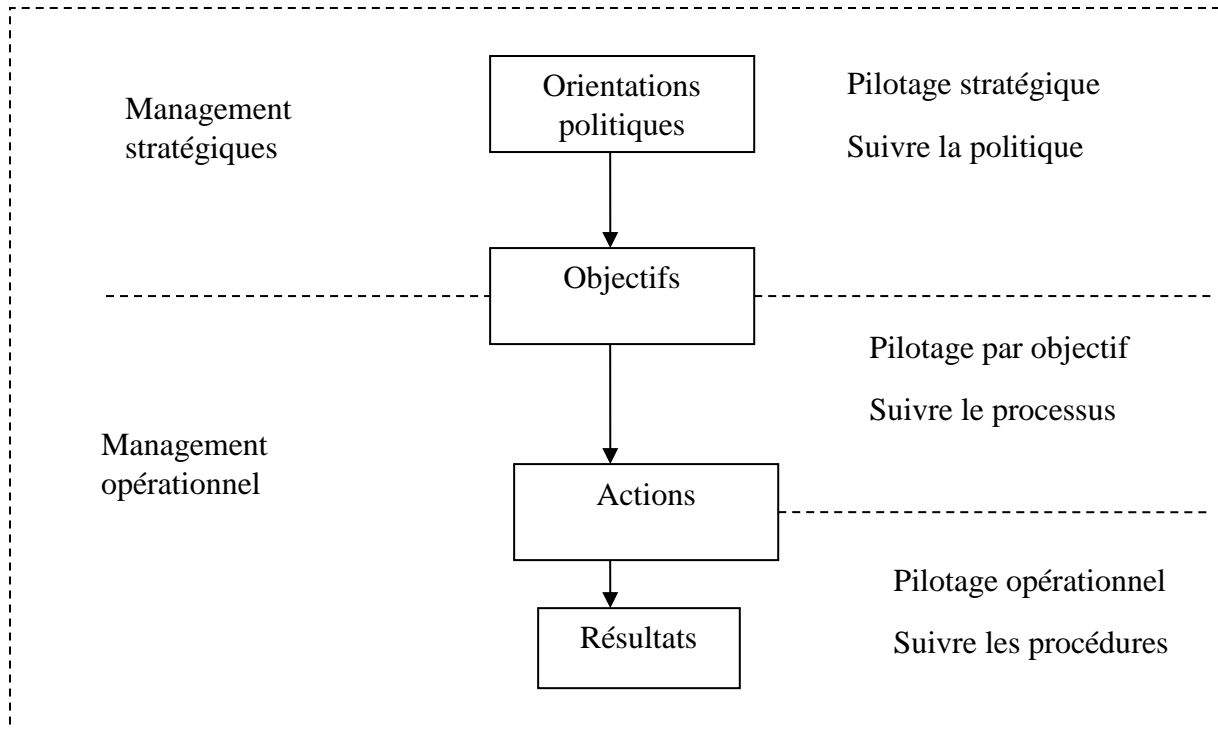 Orientations
politiques
Management
stratégiques
Pilotage stratégique
Suivre la politique
Objectifs
Pilotage par objectif
Suivre le processus
Management
opérationnel
Actions
Pilotage opérationnel
Résultats
Suivre les procédures